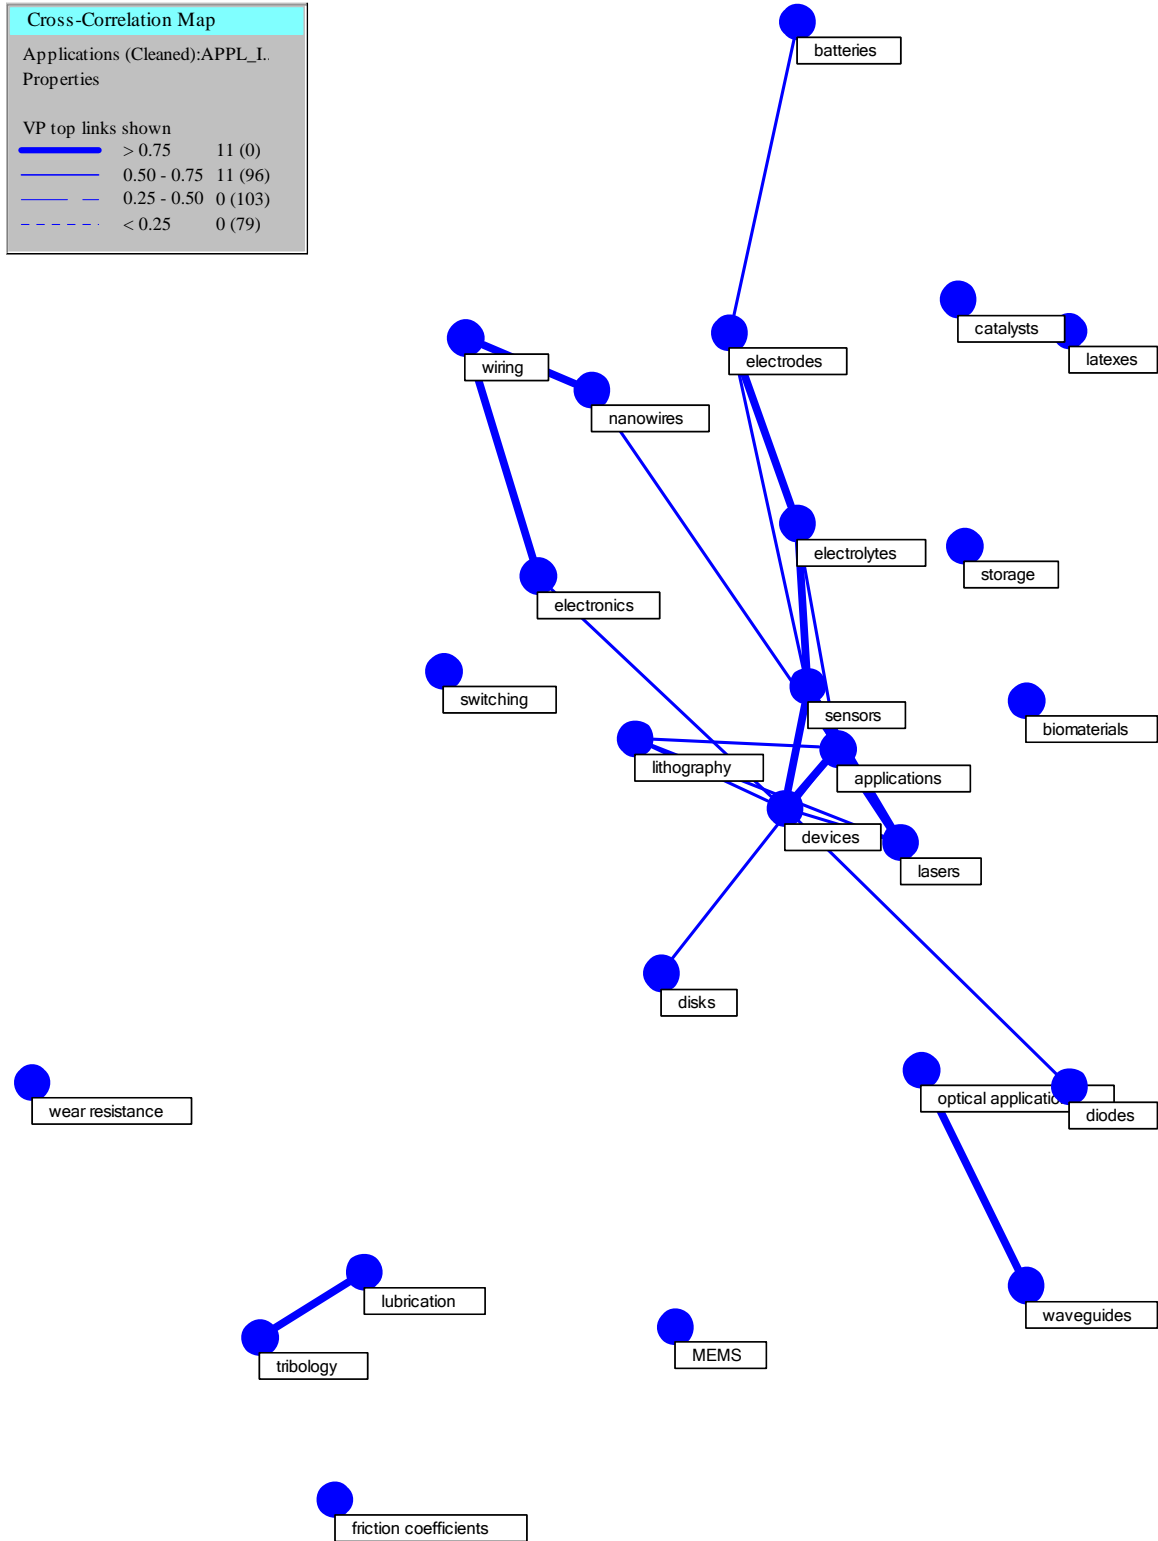 Cross-Correlation Map
Applications (Cleaned):APPL_I..
Properties
VP top links shown
> 0.75 11 (0)
0.50 - 0.75 11 (96)
0.25 - 0.50 0 (103)
< 0.25 0 (79)
batteries
catalysts
latexes
electrodes
wiring
nanowires
electrolytes
storage
electronics
switching
sensors
biomaterials
lithography
applications
devices
lasers
disks
wear resistance
optical applicatio
diodes
lubrication
waveguides
tribology
MEMS
friction coefficients